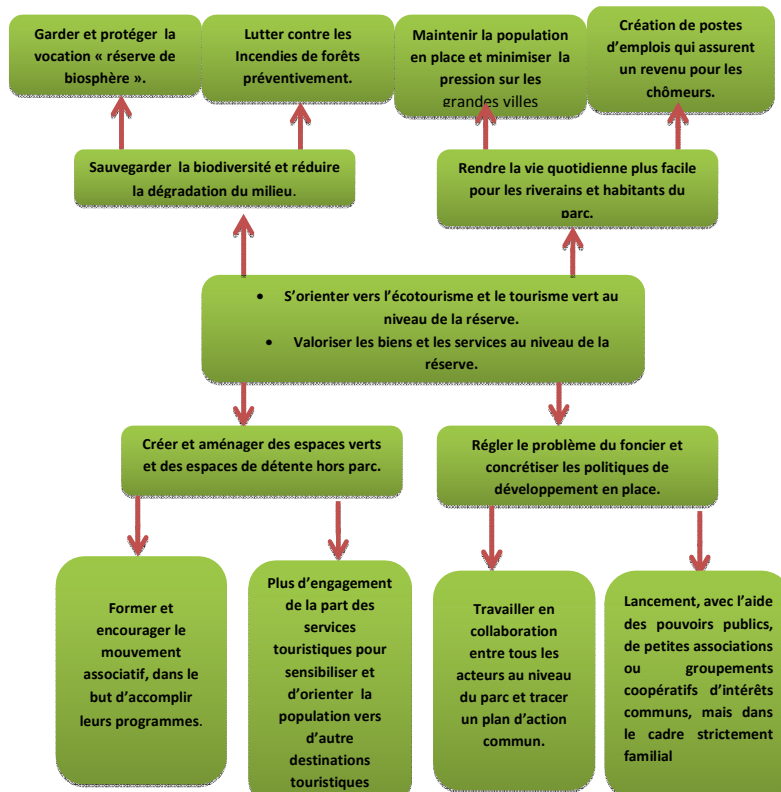 Garder et protéger la
vocation « réserve de
biosphère ».
Lutter contre les
Incendies de forêts
préventivement.
Maintenir la population
en place et minimiser la
pression sur les
grandes villes
Création de postes
d’emplois qui assurent
un revenu pour les
chômeurs.
Sauvegarder la biodiversité et réduire
la dégradation du milieu.
Rendre la vie quotidienne plus facile
pour les riverains et habitants du
parc.
• S’orienter vers l’écotourisme et le tourisme vert au
niveau de la réserve.
• Valoriser les biens et les services au niveau de la
réserve.
Créer et aménager des espaces verts
et des espaces de détente hors parc.
Régler le problème du foncier et
concrétiser les politiques de
développement en place.
Former et
encourager le
mouvement
associatif, dans le
but d’accomplir
leurs programmes.
Plus d’engagement
de la part des
services
touristiques pour
sensibiliser et
d’orienter la
population vers
d’autre
destinations
touristiques
Travailler en
collaboration
entre tous les
acteurs au niveau
du parc et tracer
un plan d’action
commun.
Lancement, avec l’aide
des pouvoirs publics,
de petites associations
ou groupements
coopératifs d’intérêts
communs, mais dans
le cadre strictement
familial